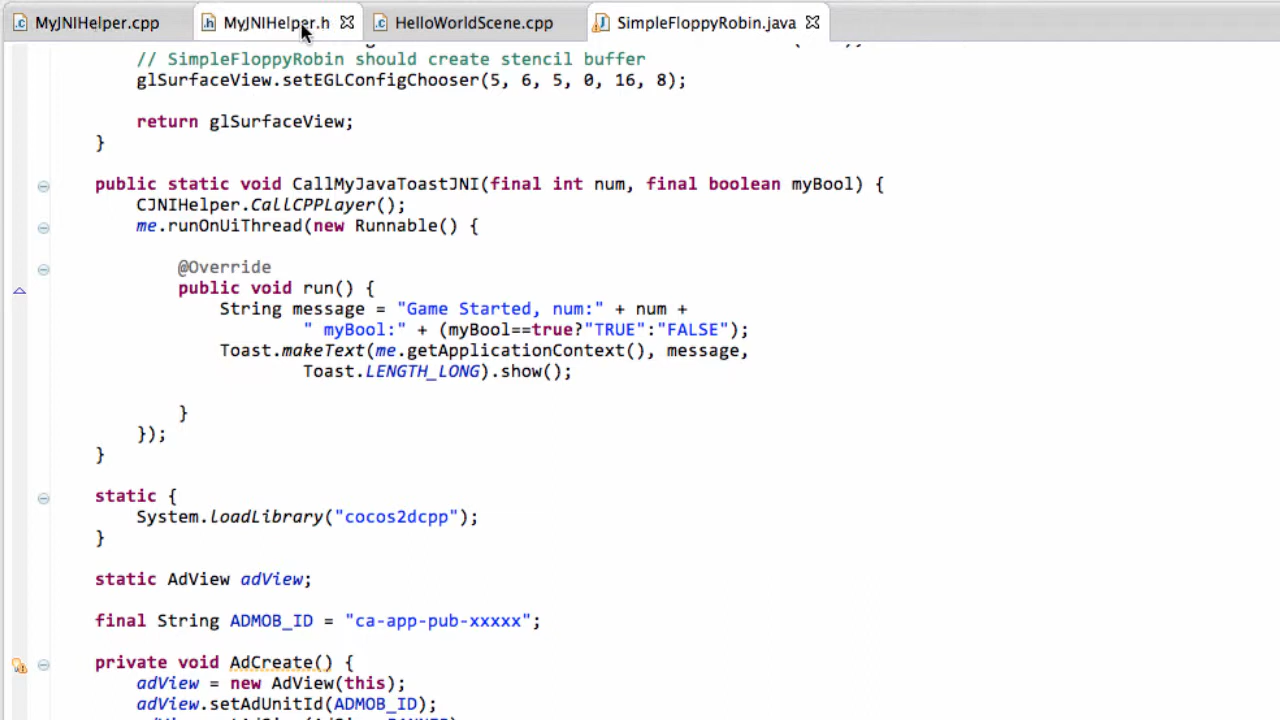 MyJNIHelper.cpp MyJNIHelper.h HelloWorldScene.cpp SimpleFloppyRobin.java
// SimpleFloppyRobin should create stencil buffer
glSurfaceView.setEGLConfigChooser(5, 6, 5, 0, 16, 8);
return glSurfaceView;
}
public static void CallMyJavaToastJNI(final int num, final boolean myBool) {
CJNIHelper.CallCPPLayer();
me.runOnUiThread(new Runnable() {
@Override
public void run() {
String message = "Game Started, num:" + num +
" myBool:" + (myBool==true?"TRUE":"FALSE");
Toast.makeText(me.getApplicationContext(), message,
Toast.LENGTH_LONG).show();
}
});
}
static {
System.loadLibrary("cocos2dcpp");
}
static AdView adView;
final String ADMOB_ID = "ca-app-pub-xxxxx";
private void AdCreate() {
adView = new AdView(this);
adView.setAdUnitId(ADMOB_ID);